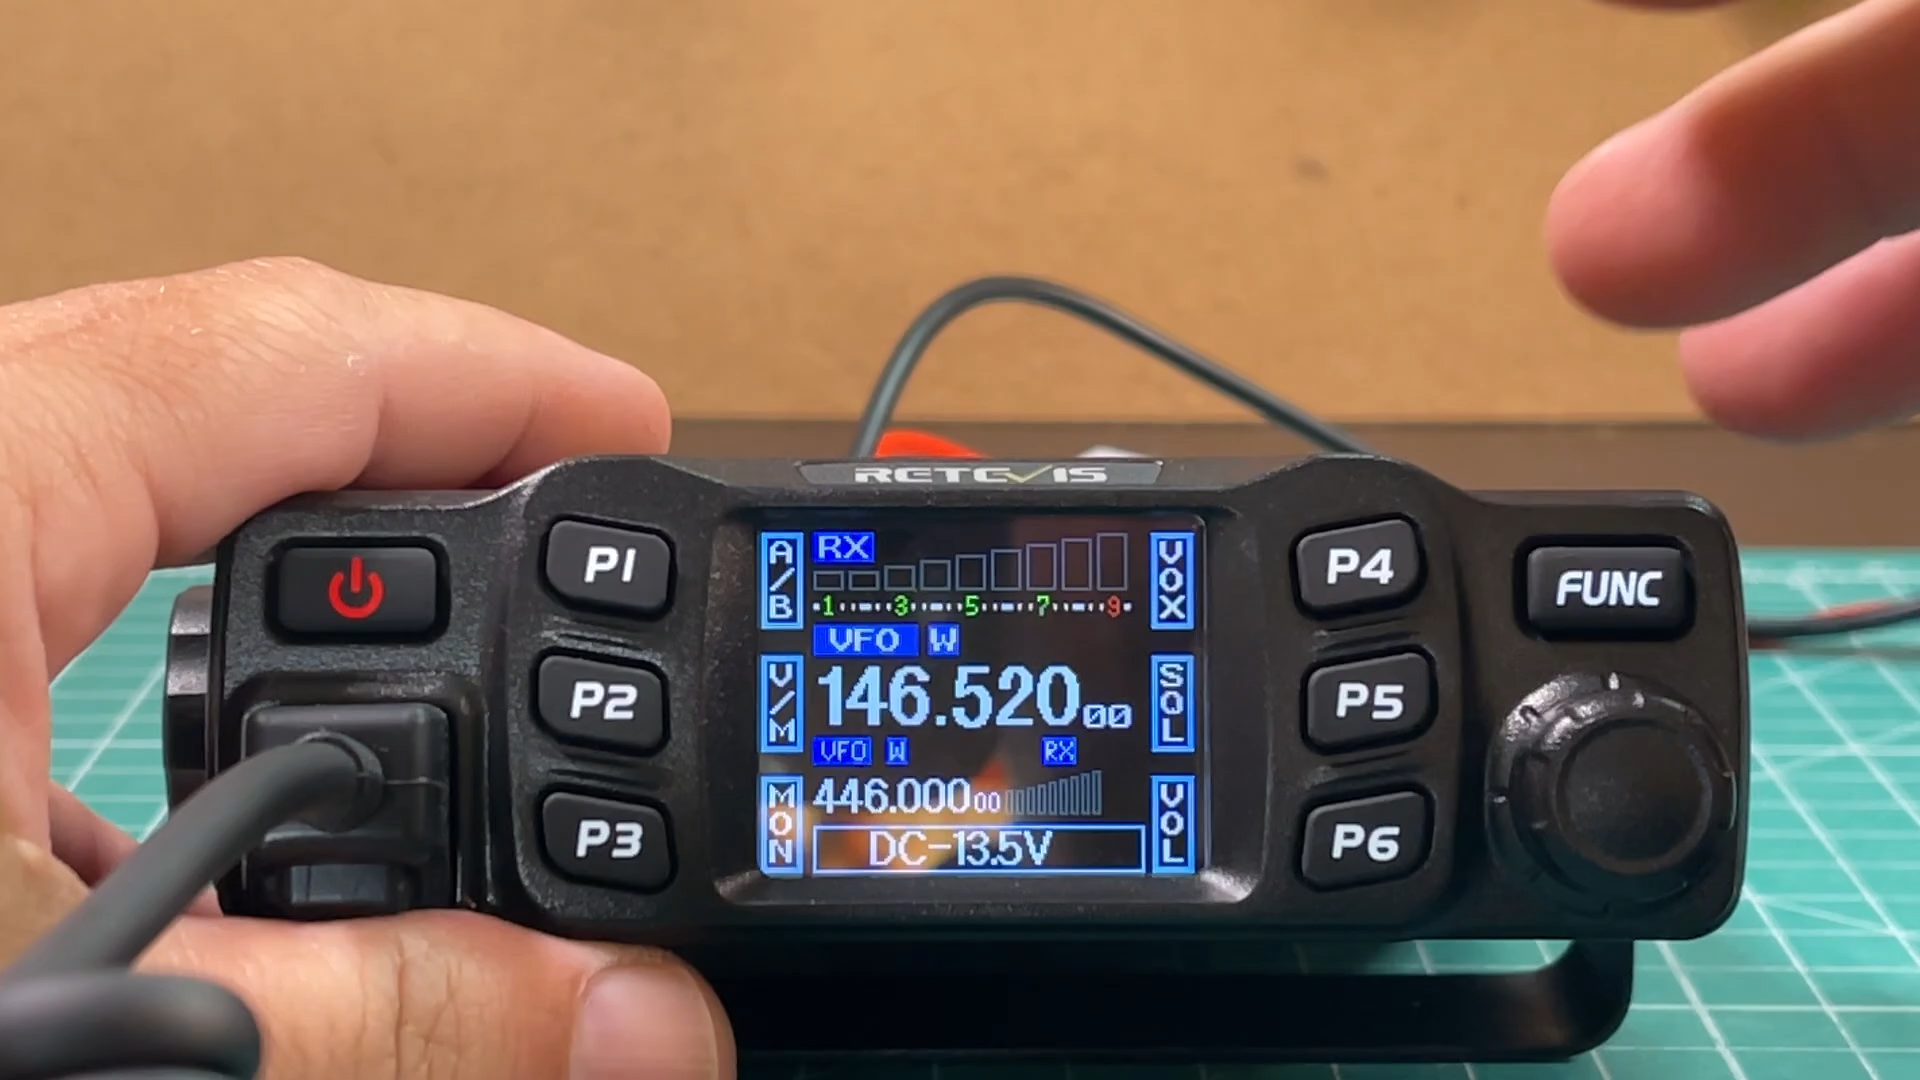 RETEVIS
P1
P2
P3
A/B
V/M
MON
RX
1 3 5 7 9
VFO W
146.520 00
VFO W RX
446.000 00
DC-13.5V
VOX
SQL
VOL
P4
P5
P6
FUNC